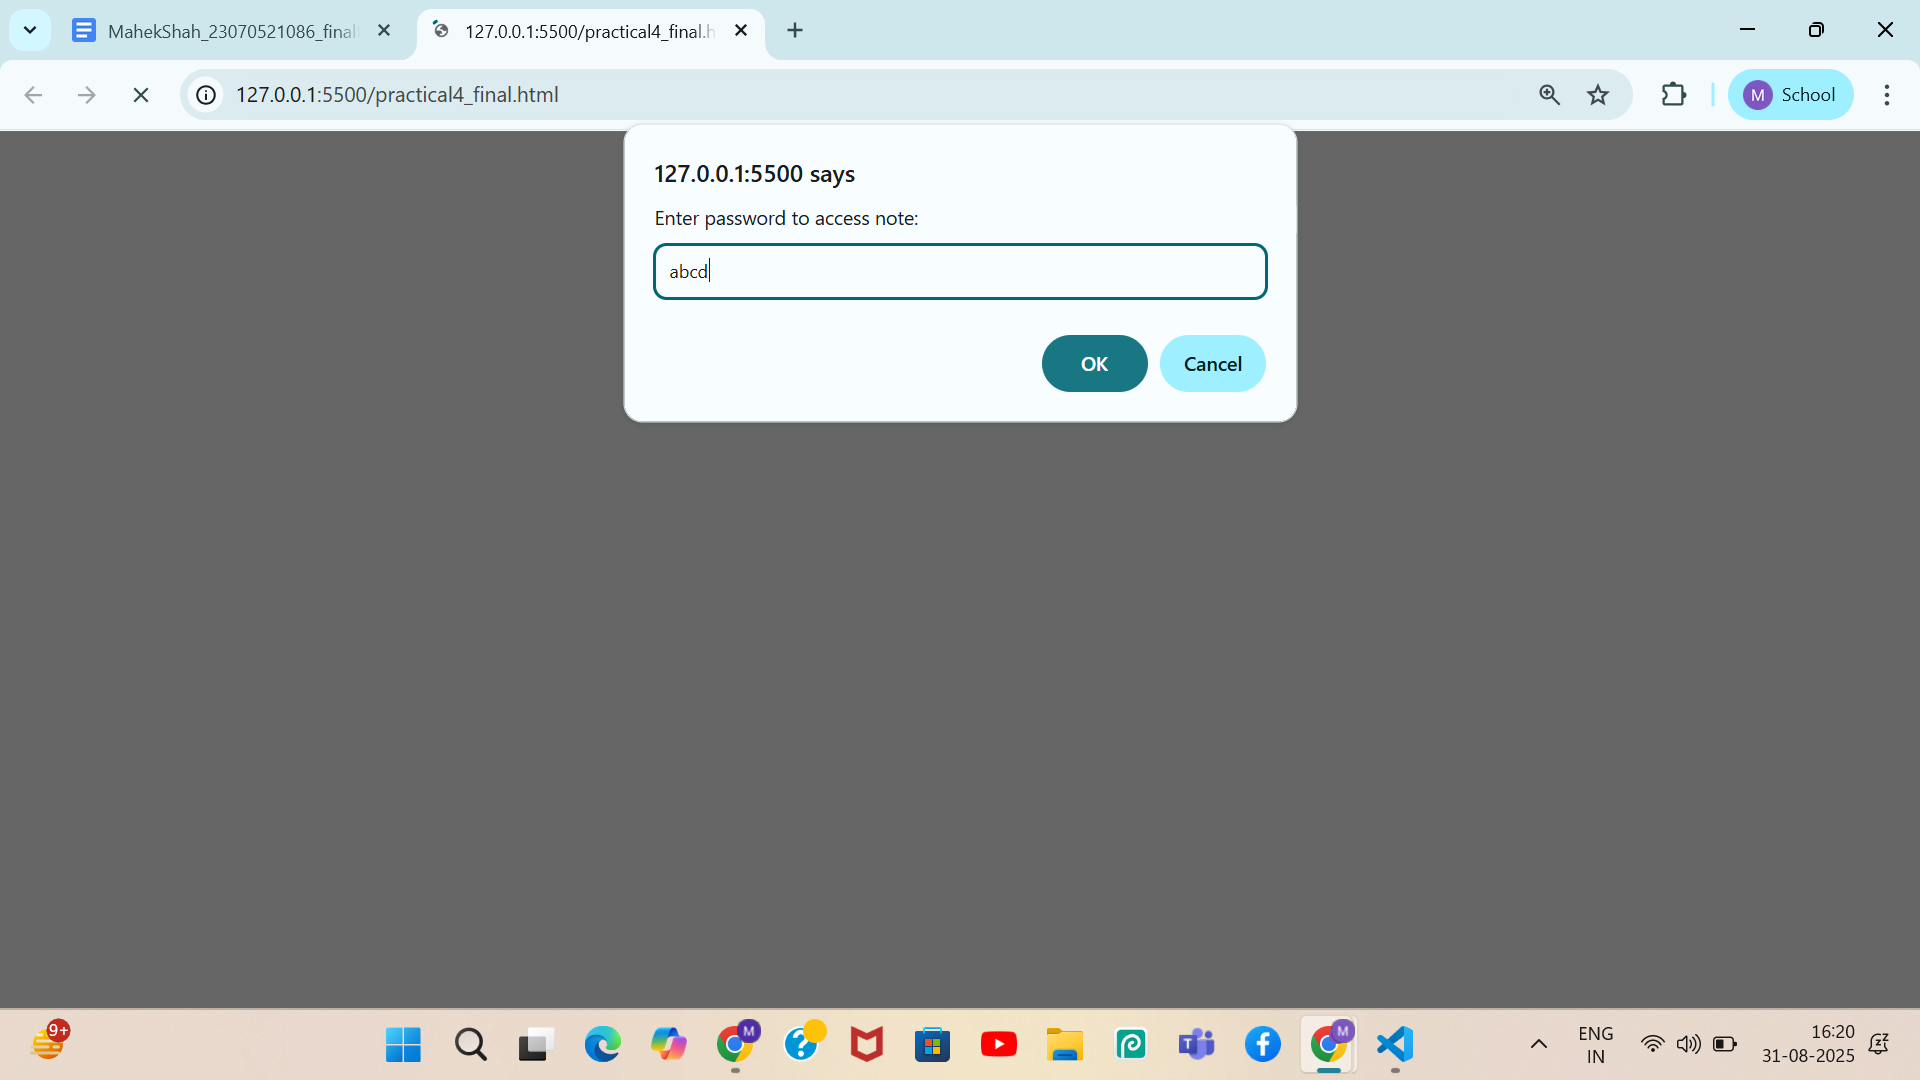 MahekShah_23070521086_final
127.0.0.1:5500/practical4_final.h
127.0.0.1:5500/practical4_final.html
M School
127.0.0.1:5500 says
Enter password to access note:
abcd
OK Cancel
9+
M
?
T
M
ENG
IN
16:20
31-08-2025